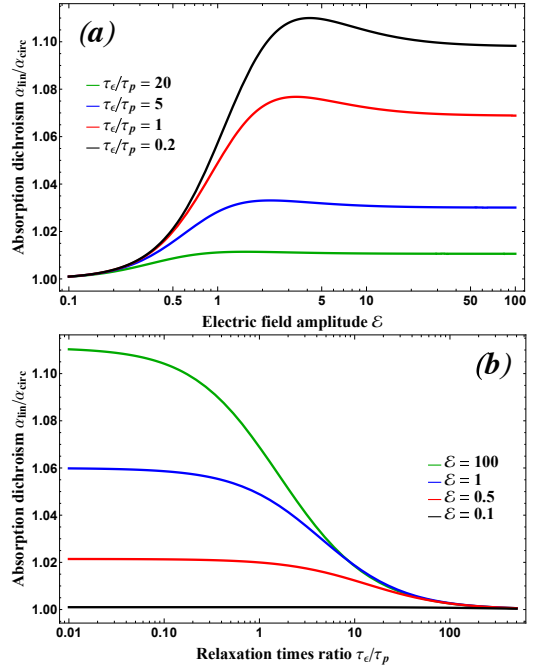 (a)
1.10
1.08
1.06
1.04
1.02
1.00
Absorption dichroism α_lin/α_circ
τ_ϵ/τ_p = 20
τ_ϵ/τ_p = 5
τ_ϵ/τ_p = 1
τ_ϵ/τ_p = 0.2
0.1 0.5 1 5 10 50 100
Electric field amplitude ℰ
(b)
1.10
1.08
1.06
1.04
1.02
1.00
Absorption dichroism α_lin/α_circ
ℰ = 100
ℰ = 1
ℰ = 0.5
ℰ = 0.1
0.01 0.10 1 10 100
Relaxation times ratio τ_ϵ/τ_p